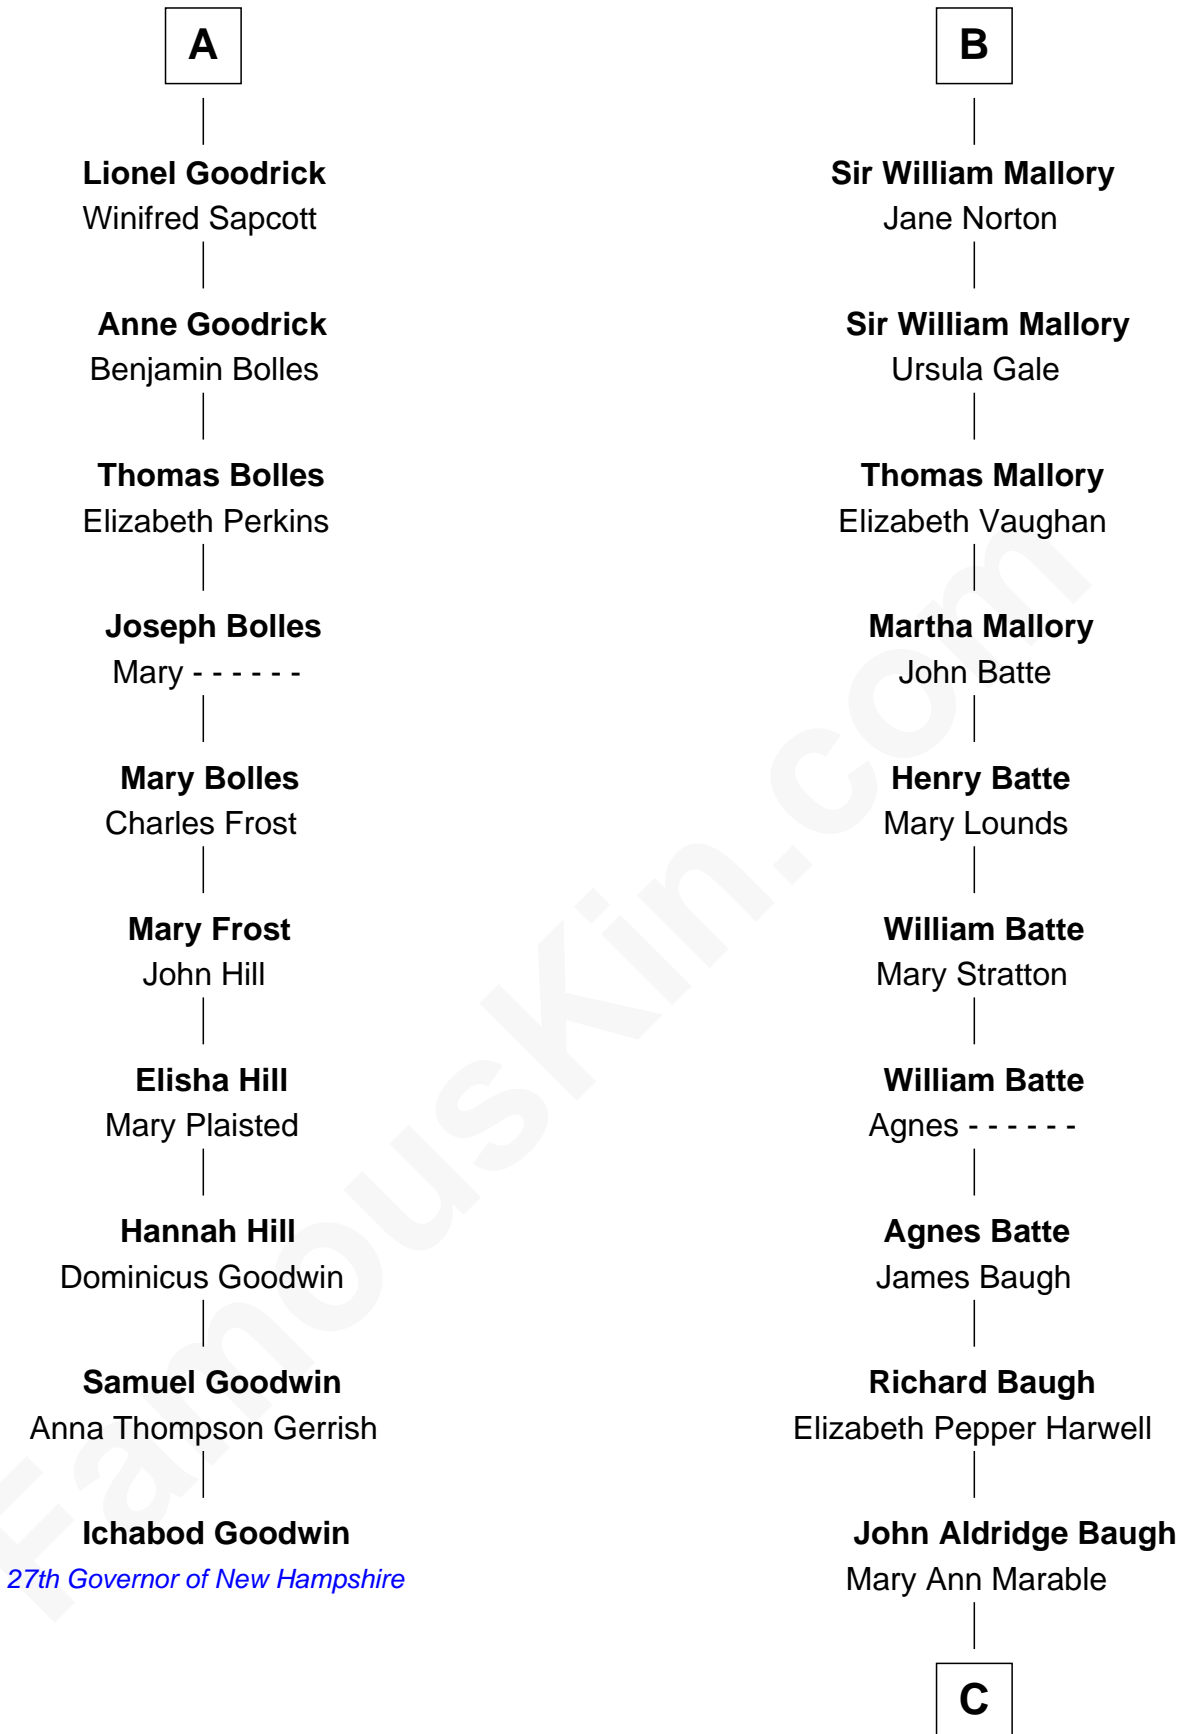 A
Lionel Goodrick
Winifred Sapcott
Anne Goodrick
Benjamin Bolles
Thomas Bolles
Elizabeth Perkins
Joseph Bolles
Mary - - - - - -
Mary Bolles
Charles Frost
Mary Frost
John Hill
Elisha Hill
Mary Plaisted
Hannah Hill
Dominicus Goodwin
Samuel Goodwin
Anna Thompson Gerrish
Ichabod Goodwin
27th Governor of New Hampshire
B
Sir William Mallory
Jane Norton
Sir William Mallory
Ursula Gale
Thomas Mallory
Elizabeth Vaughan
Martha Mallory
John Batte
Henry Batte
Mary Lounds
William Batte
Mary Stratton
William Batte
Agnes - - - - - -
Agnes Batte
James Baugh
Richard Baugh
Elizabeth Pepper Harwell
John Aldridge Baugh
Mary Ann Marable
C
FamousKin.com